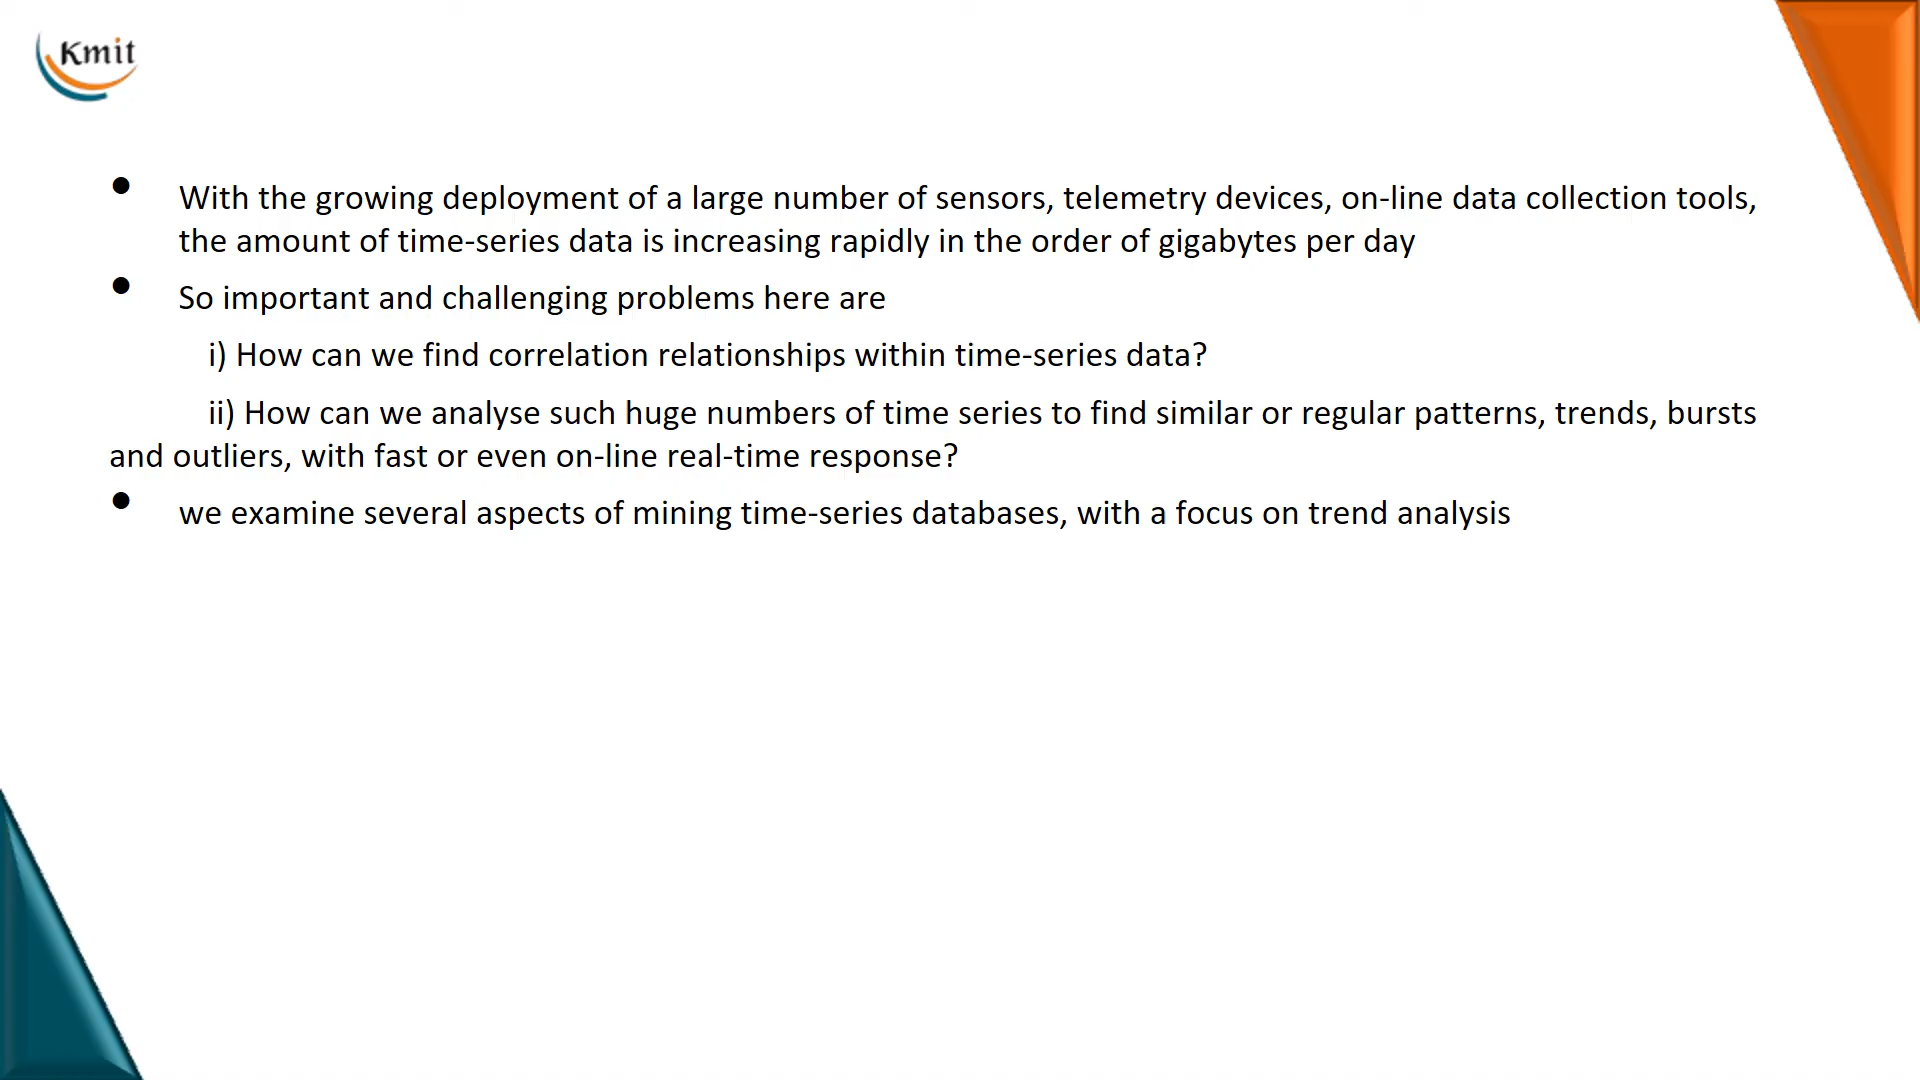 Kmit
• With the growing deployment of a large number of sensors, telemetry devices, on-line data collection tools,
the amount of time-series data is increasing rapidly in the order of gigabytes per day
• So important and challenging problems here are
i) How can we find correlation relationships within time-series data?
ii) How can we analyse such huge numbers of time series to find similar or regular patterns, trends, bursts
and outliers, with fast or even on-line real-time response?
• we examine several aspects of mining time-series databases, with a focus on trend analysis